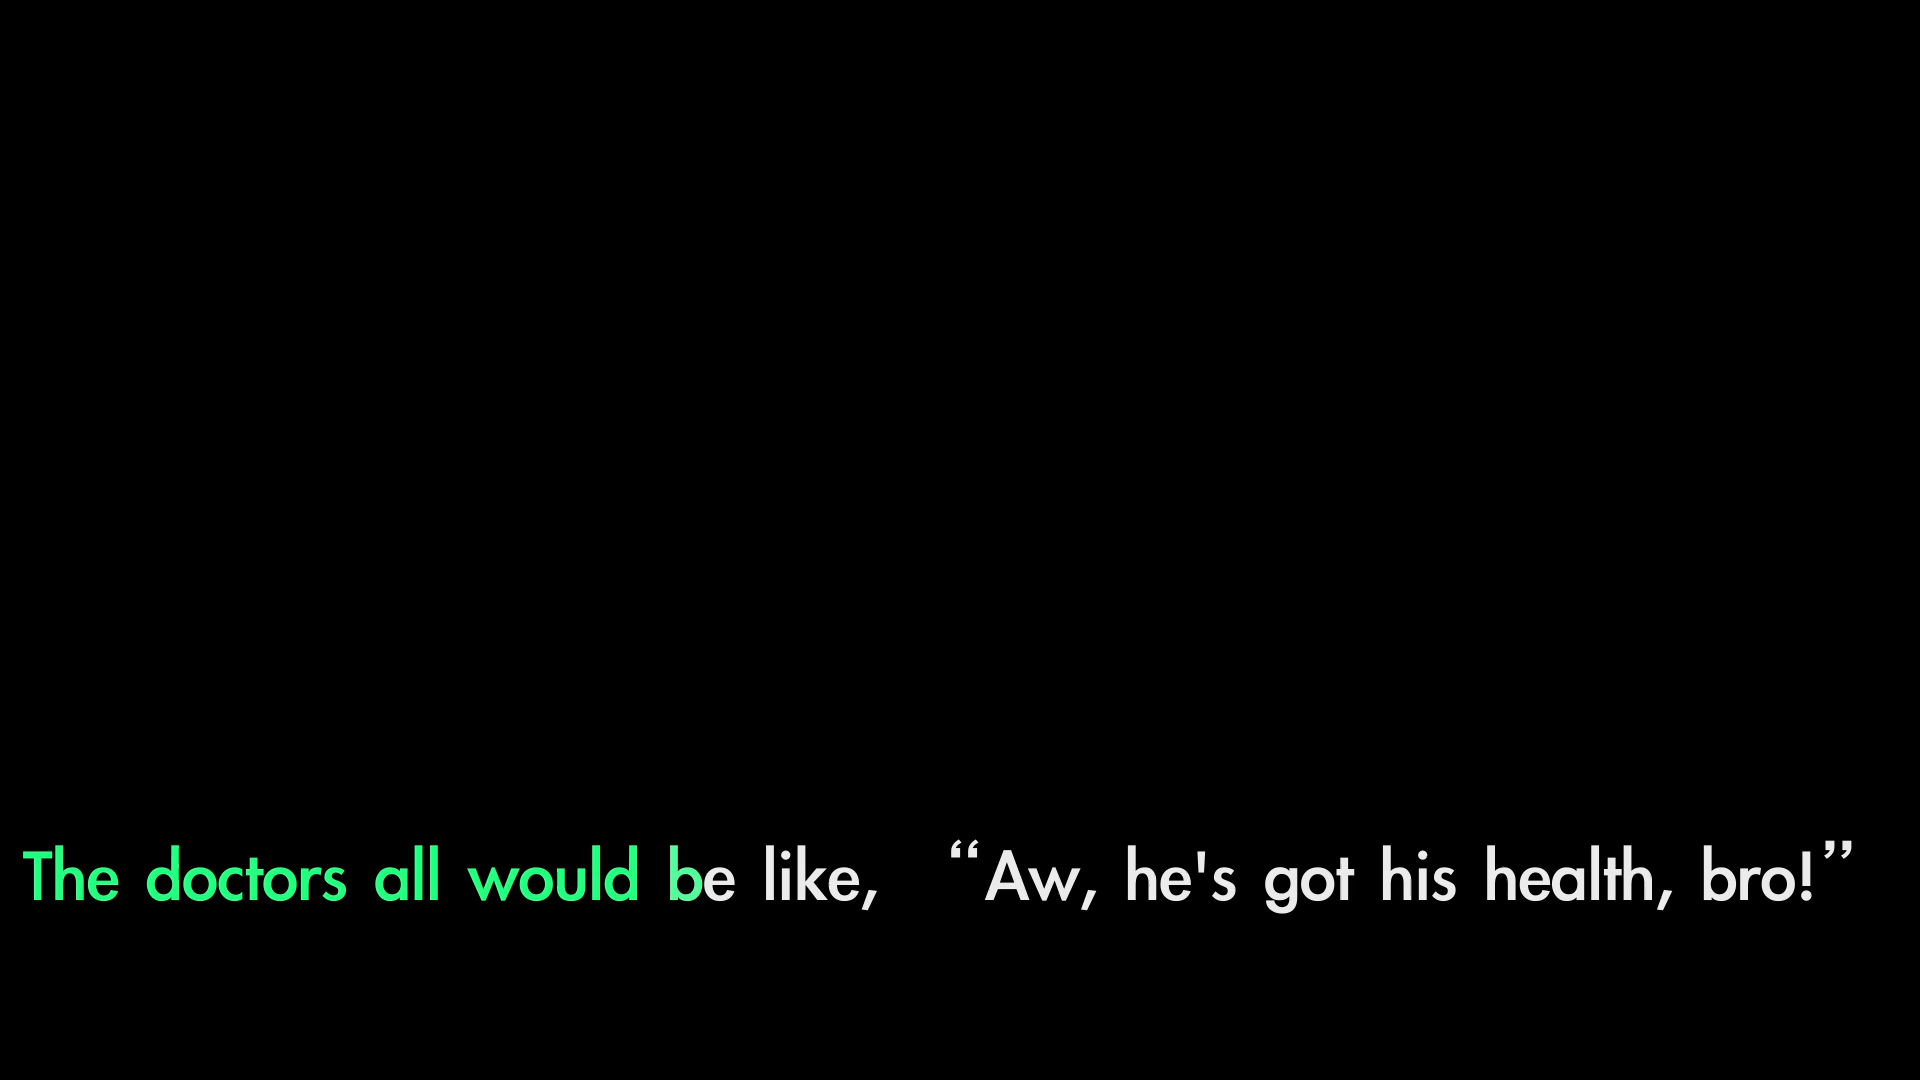 The doctors all would be like, “Aw, he's got his health, bro!”